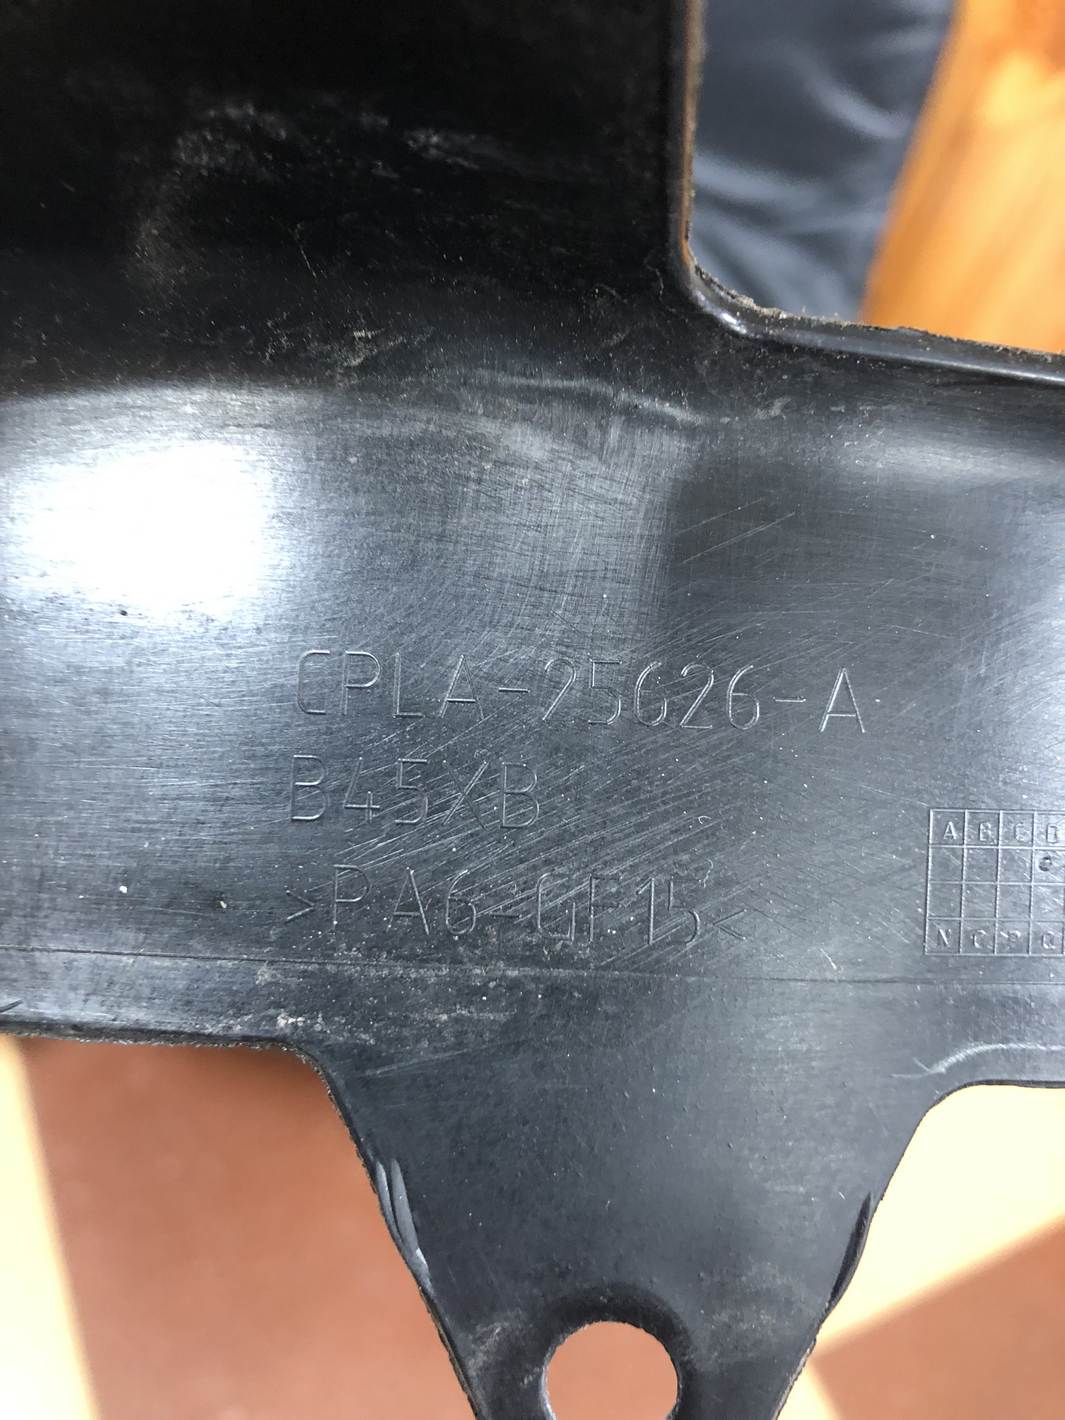 CPLA-25626-A
B45XB
>PA6-GF15<
A B C D
C
N O P Q